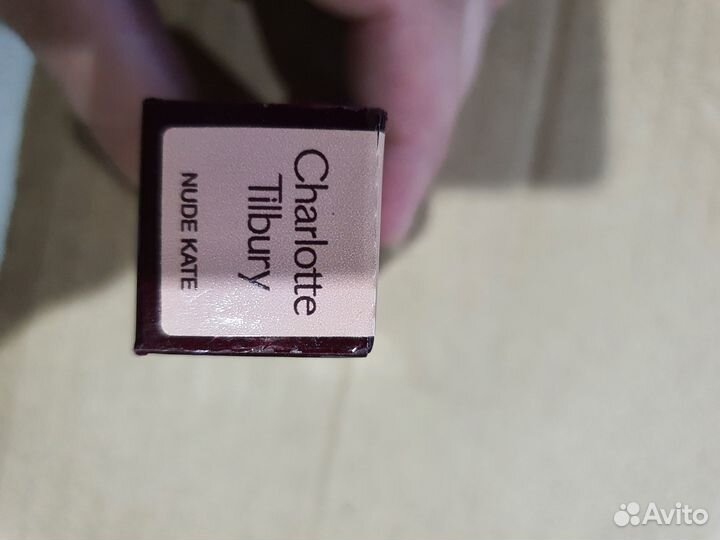 Charlotte
Tilbury
NUDE KATE
Avito